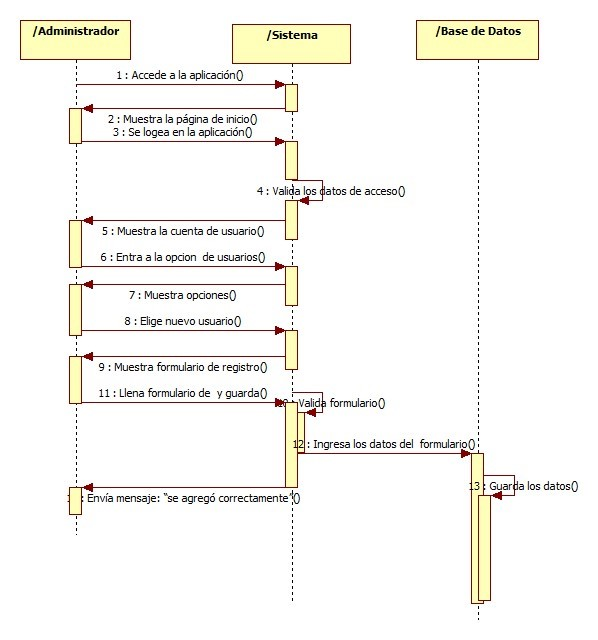 /Administrador
/Sistema
/Base de Datos
1 : Accede a la aplicación()
2 : Muestra la página de inicio()
3 : Se logea en la aplicación()
4 : Valida los datos de acceso()
5 : Muestra la cuenta de usuario()
6 : Entra a la opcion  de usuarios()
7 : Muestra opciones()
8 : Elige nuevo usuario()
9 : Muestra formulario de registro()
11 : Llena formulario de  y guarda()
: Valida formulario()
12 : Ingresa los datos del  formulario()
13 : Guarda los datos()
: Envía mensaje: “se agregó correctamente”()